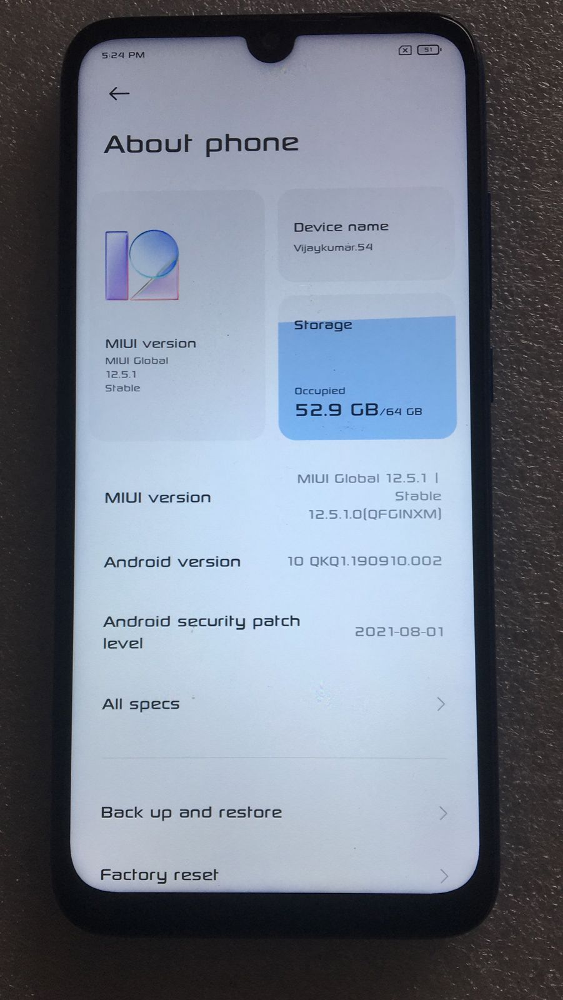 5:24 PM
51
About phone
12
Device name
Vijaykumar.54
MIUI version
MIUI Global
12.5.1
Stable
Storage
Occupied
52.9 GB/64 GB
MIUI version
MIUI Global 12.5.1 |
Stable
12.5.1.0(QFGINXM)
Android version
10 QKQ1.190910.002
Android security patch
level
2021-08-01
All specs
Back up and restore
Factory reset